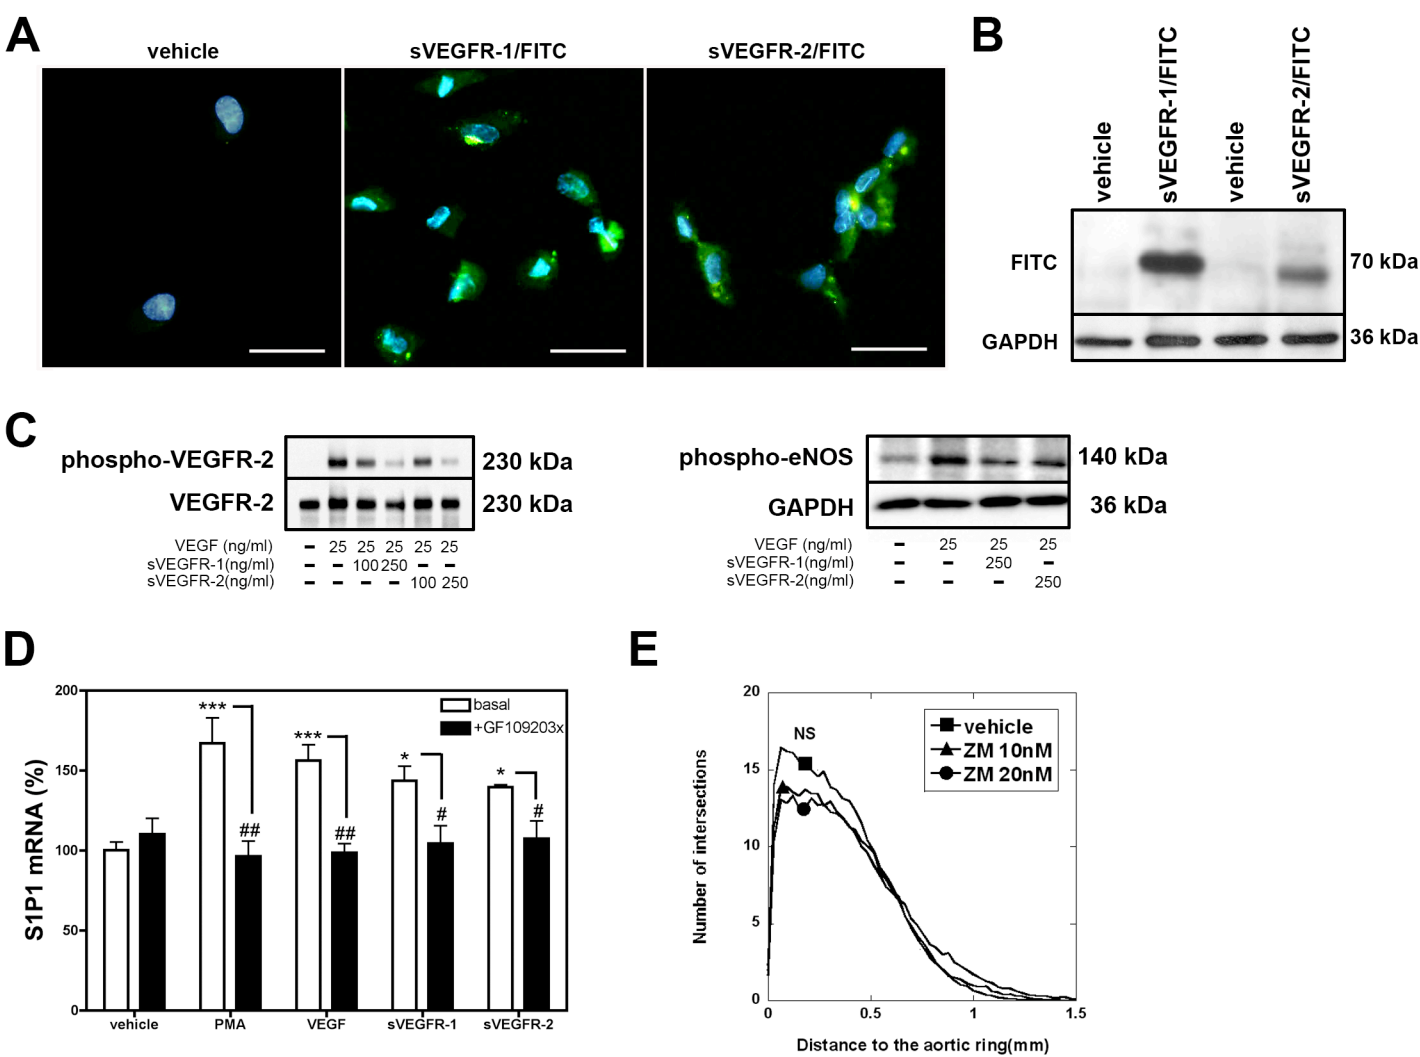 A
vehicle
sVEGFR-1/FITC
sVEGFR-2/FITC
B
vehicle
sVEGFR-1/FITC
vehicle
sVEGFR-2/FITC
FITC
70 kDa
GAPDH
36 kDa
C
phospho-VEGFR-2
230 kDa
VEGFR-2
230 kDa
VEGF (ng/ml) – 25 25 25 25 25
sVEGFR-1(ng/ml) – – 100 250 – –
sVEGFR-2(ng/ml) – – – – 100 250
phospho-eNOS
140 kDa
GAPDH
36 kDa
VEGF (ng/ml) – 25 25 25
sVEGFR-1(ng/ml) – – 250 –
sVEGFR-2(ng/ml) – – – 250
D
S1P1 mRNA (%)
200
150
100
50
0
basal
+GF109203x
***
***
*
*
##
##
#
#
vehicle PMA VEGF sVEGFR-1 sVEGFR-2
E
Number of intersections
20
15
10
5
0
NS
vehicle
ZM 10nM
ZM 20nM
0 0.5 1 1.5
Distance to the aortic ring(mm)